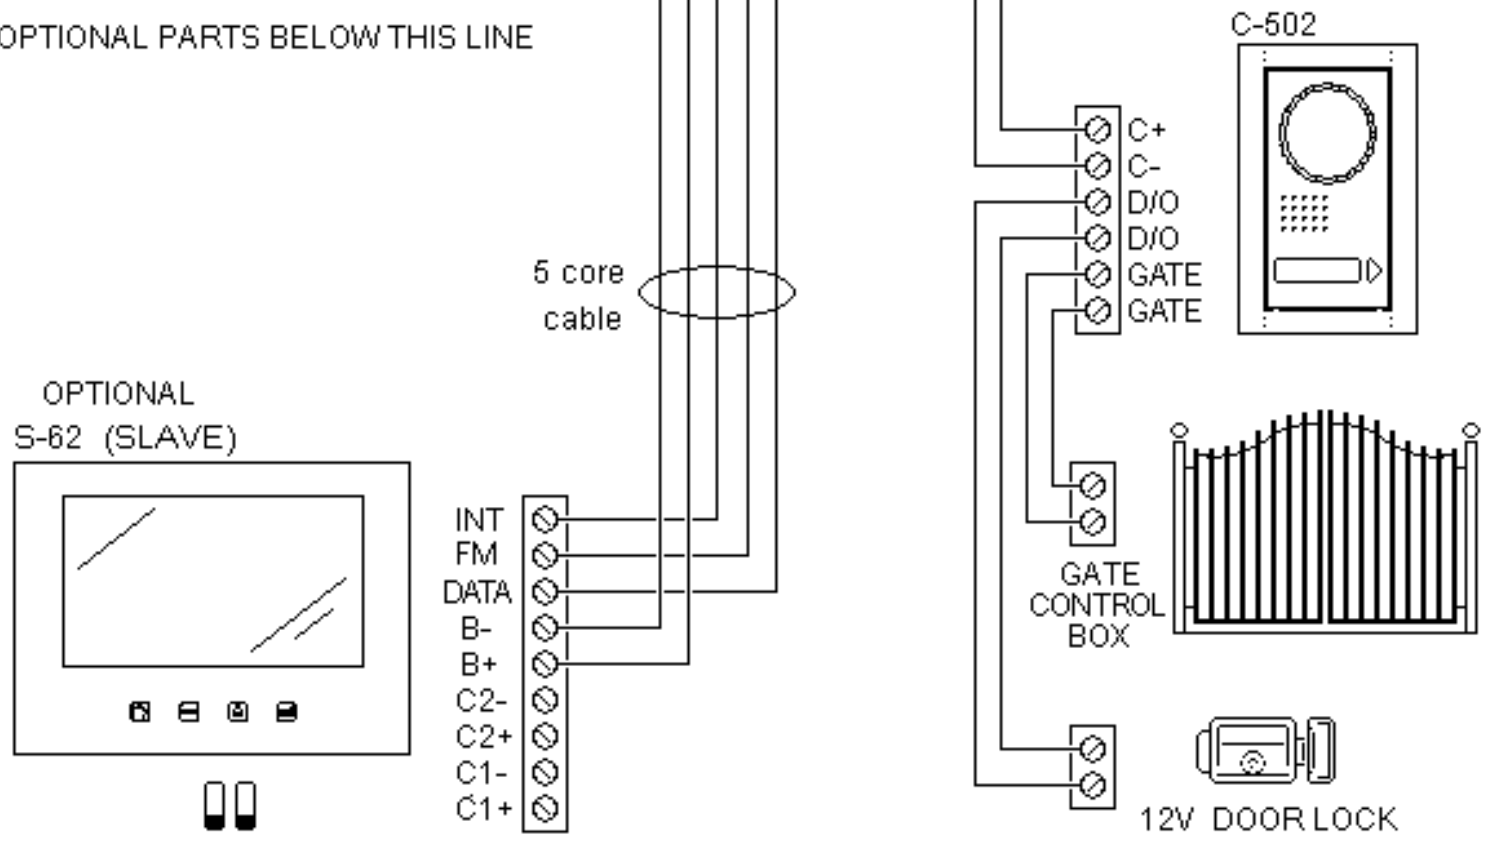 OPTIONAL PARTS BELOW THIS LINE
C-502
C+
C-
D/O
D/O
GATE
GATE
5 core
cable
OPTIONAL
S-62 (SLAVE)
INT
FM
DATA
B-
B+
C2-
C2+
C1-
C1+
GATE
CONTROL
BOX
12V DOOR LOCK